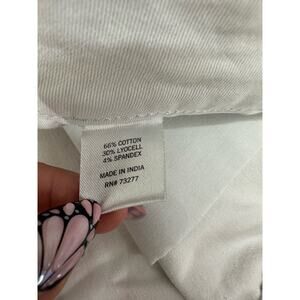 66% COTTON
30% LYOCELL
4% SPANDEX
MADE IN INDIA
RN# 73277